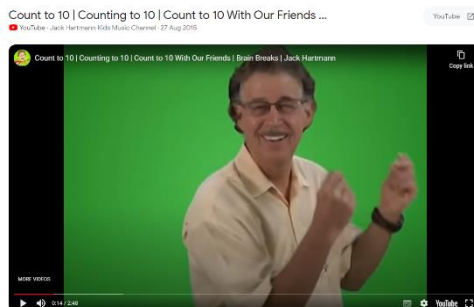 Count to 10 | Counting to 10 | Count to 10 With Our Friends ...
YouTube
YouTube · Jack Hartmann Kids Music Channel · 27 Aug 2015
Count to 10 | Counting to 10 | Count to 10 With Our Friends | Brain Breaks | Jack Hartmann
Copy link
MORE VIDEOS
0:14 / 2:48
YouTube